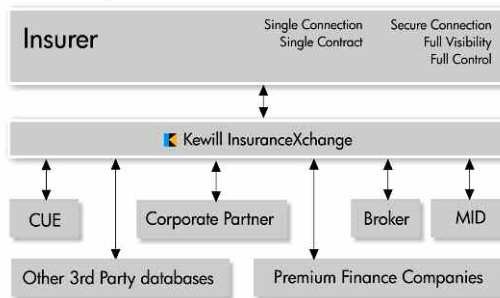 Insurer
Single Connection
Single Contract
Secure Connection
Full Visibility
Full Control
Kewill InsuranceXchange
CUE
Corporate Partner
Broker
MID
Other 3rd Party databases
Premium Finance Companies